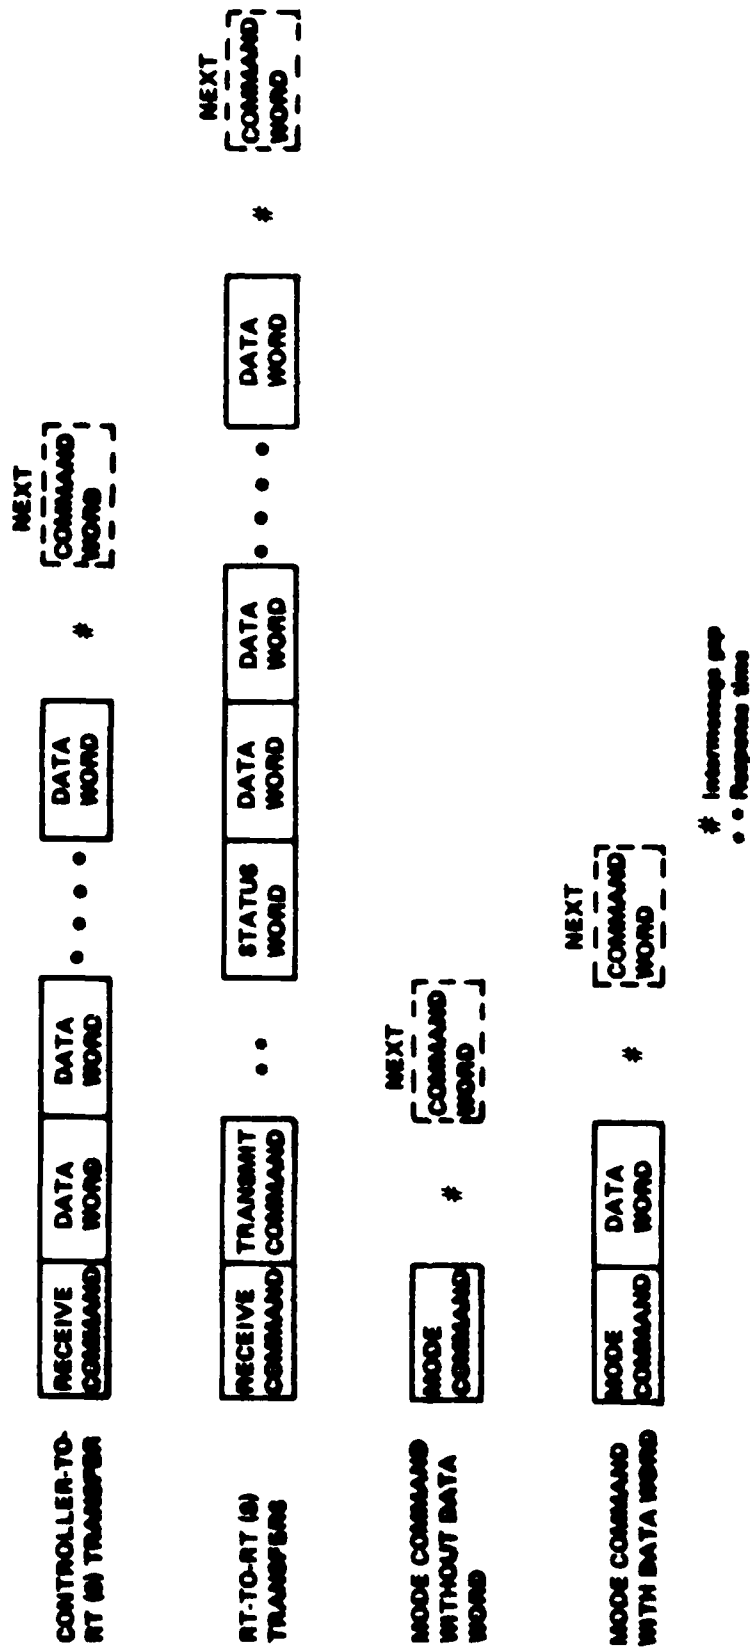 CONTROLLER-TO-
RT (S) TRANSFER
RECEIVE
COMMAND
DATA
WORD
DATA
WORD
• • • •
DATA
WORD
#
NEXT
COMMAND
WORD
RT-TO-RT (S)
TRANSFERS
RECEIVE
COMMAND
TRANSMIT
COMMAND
• •
STATUS
WORD
DATA
WORD
DATA
WORD
• • • •
DATA
WORD
#
NEXT
COMMAND
WORD
MODE COMMAND
WITHOUT DATA
WORD
MODE
COMMAND
#
NEXT
COMMAND
WORD
MODE COMMAND
WITH DATA WORD
MODE
COMMAND
DATA
WORD
#
NEXT
COMMAND
WORD
# Intermessage gap
• • Response time